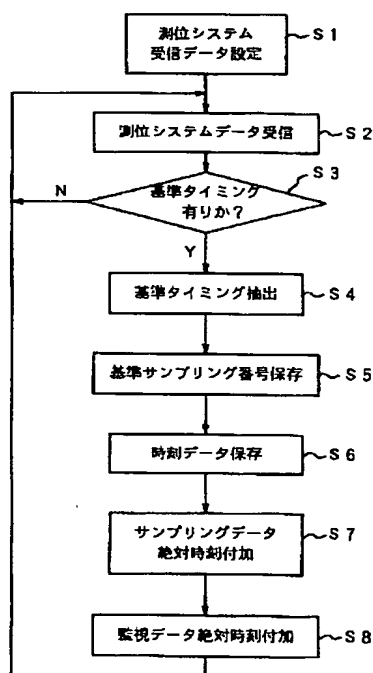 測位システム
受信データ設定
S1
測位システムデータ受信
S2
基準タイミング
有りか?
S3
N
Y
基準タイミング抽出
S4
基準サンプリング番号保存
S5
時刻データ保存
S6
サンプリングデータ
絶対時刻付加
S7
監視データ絶対時刻付加
S8